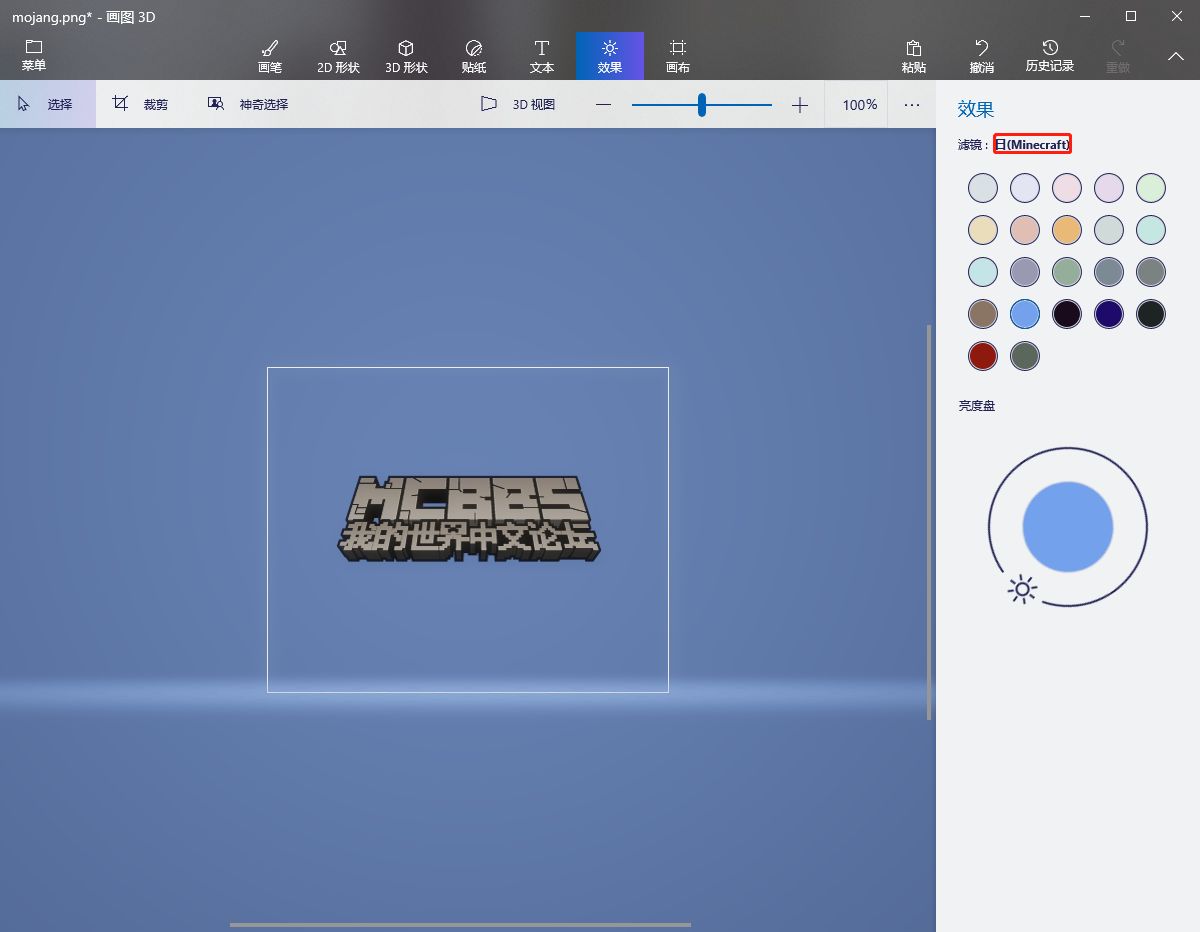 mojang.png* - 画图 3D
菜单 画笔 2D 形状 3D 形状 贴纸 文本 效果 画布 粘贴 撤消 历史记录 重做
选择 裁剪 神奇选择 3D 视图 100%
效果
滤镜 : 日(Minecraft)
亮度盘
MCBBS
我的世界中文论坛